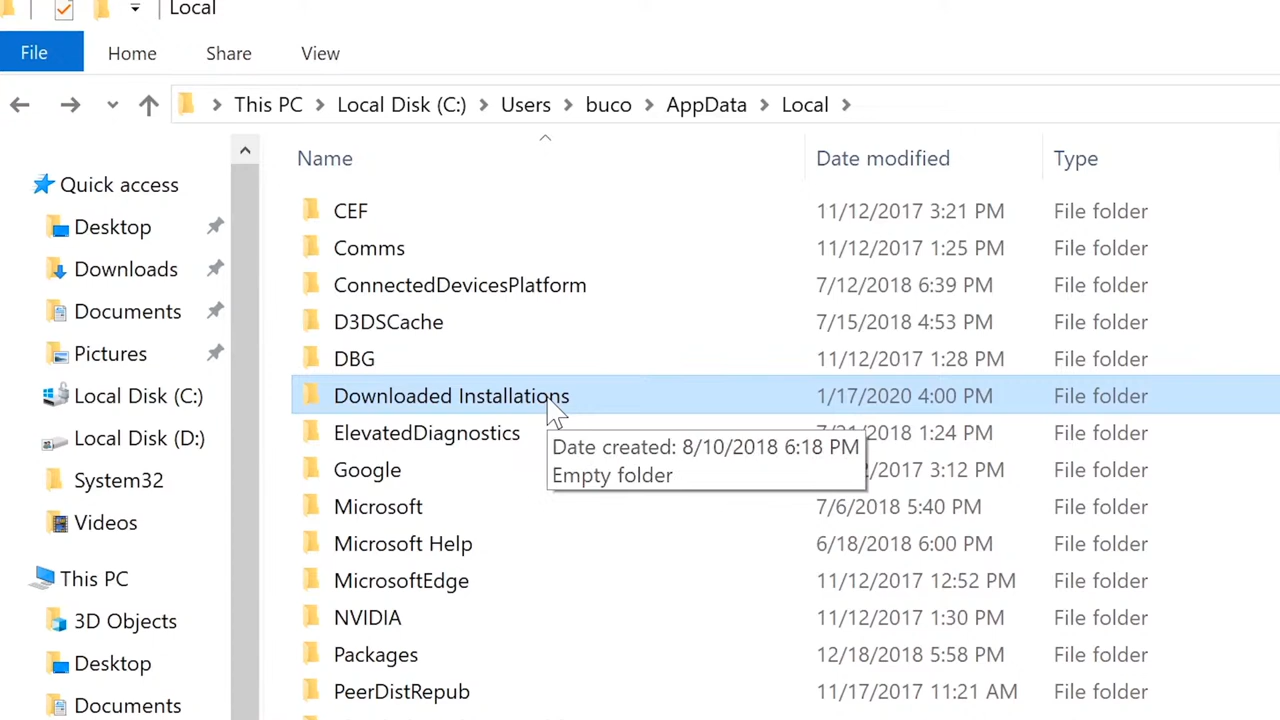 Local
File Home Share View
This PC Local Disk (C:) Users buco AppData Local
Name Date modified Type
Quick access
Desktop
Downloads
Documents
Pictures
Local Disk (C:)
Local Disk (D:)
System32
Videos
This PC
3D Objects
Desktop
Documents
CEF 11/12/2017 3:21 PM File folder
Comms 11/12/2017 1:25 PM File folder
ConnectedDevicesPlatform 7/12/2018 6:39 PM File folder
D3DSCache 7/15/2018 4:53 PM File folder
DBG 11/12/2017 1:28 PM File folder
Downloaded Installations 1/17/2020 4:00 PM File folder
ElevatedDiagnostics 1:24 PM File folder
Date created: 8/10/2018 6:18 PM
Empty folder
Google 3:12 PM File folder
Microsoft 7/6/2018 5:40 PM File folder
Microsoft Help 6/18/2018 6:00 PM File folder
MicrosoftEdge 11/12/2017 12:52 PM File folder
NVIDIA 11/12/2017 1:30 PM File folder
Packages 12/18/2018 5:58 PM File folder
PeerDistRepub 11/17/2017 11:21 AM File folder